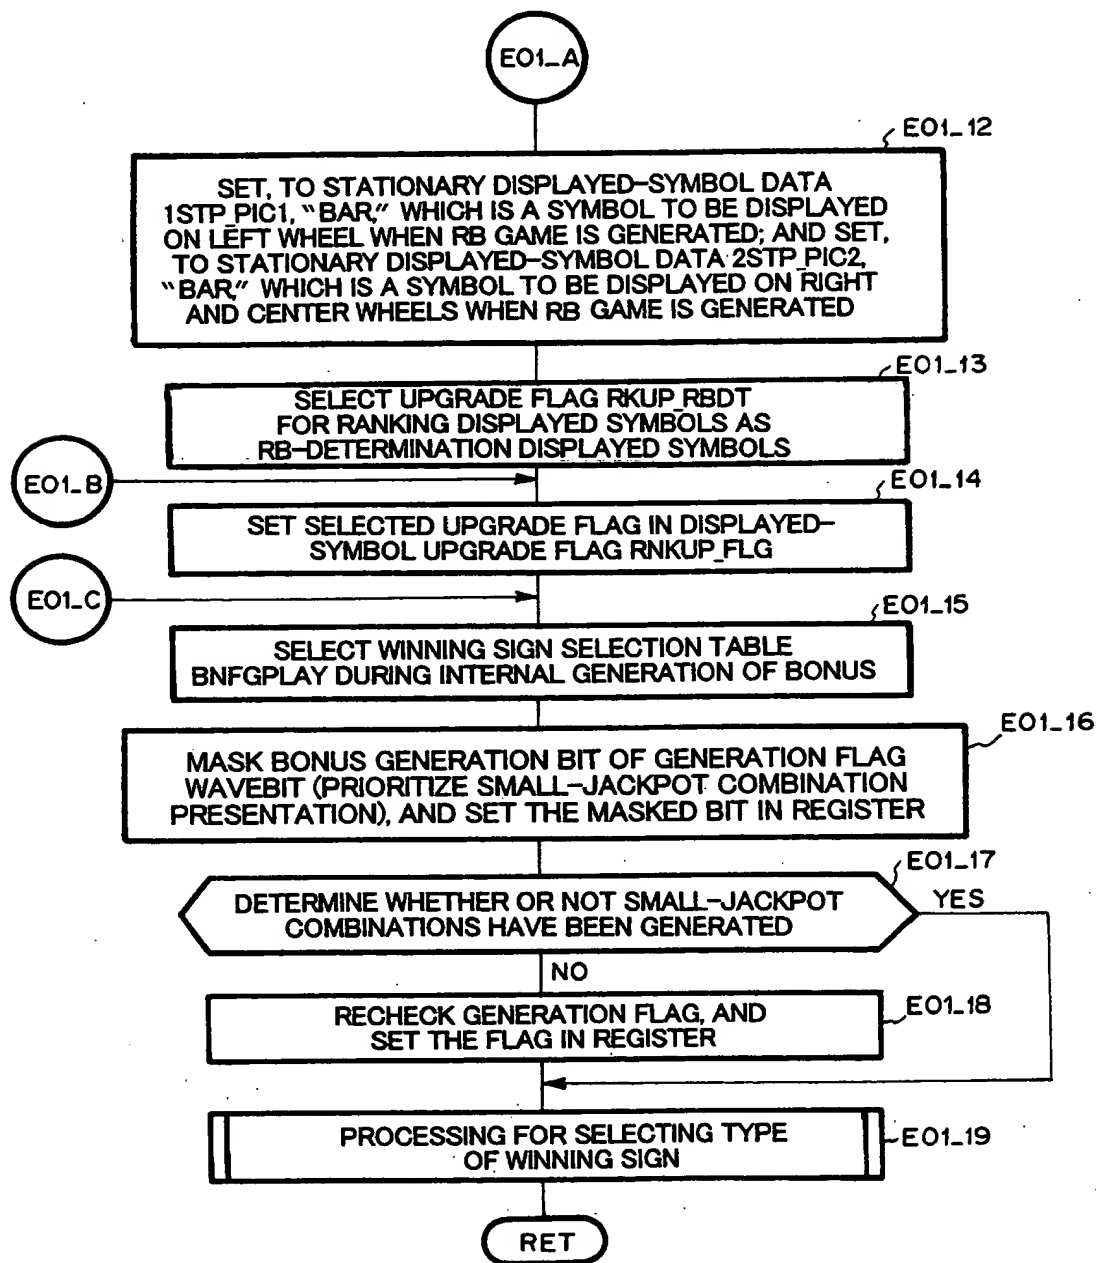 E01_A
E01_12
SET, TO STATIONARY DISPLAYED-SYMBOL DATA
1STP_PIC1, "BAR," WHICH IS A SYMBOL TO BE DISPLAYED
ON LEFT WHEEL WHEN RB GAME IS GENERATED; AND SET,
TO STATIONARY DISPLAYED-SYMBOL DATA 2STP_PIC2,
"BAR," WHICH IS A SYMBOL TO BE DISPLAYED ON RIGHT
AND CENTER WHEELS WHEN RB GAME IS GENERATED
E01_13
SELECT UPGRADE FLAG RKUP_RBDT
FOR RANKING DISPLAYED SYMBOLS AS
RB-DETERMINATION DISPLAYED SYMBOLS
E01_B
E01_14
SET SELECTED UPGRADE FLAG IN DISPLAYED-
SYMBOL UPGRADE FLAG RNKUP_FLG
E01_C
E01_15
SELECT WINNING SIGN SELECTION TABLE
BNFGPLAY DURING INTERNAL GENERATION OF BONUS
E01_16
MASK BONUS GENERATION BIT OF GENERATION FLAG
WAVEBIT (PRIORITIZE SMALL-JACKPOT COMBINATION
PRESENTATION), AND SET THE MASKED BIT IN REGISTER
E01_17
DETERMINE WHETHER OR NOT SMALL-JACKPOT
COMBINATIONS HAVE BEEN GENERATED
YES
NO
RECHECK GENERATION FLAG, AND
SET THE FLAG IN REGISTER
E01_18
PROCESSING FOR SELECTING TYPE
OF WINNING SIGN
E01_19
RET